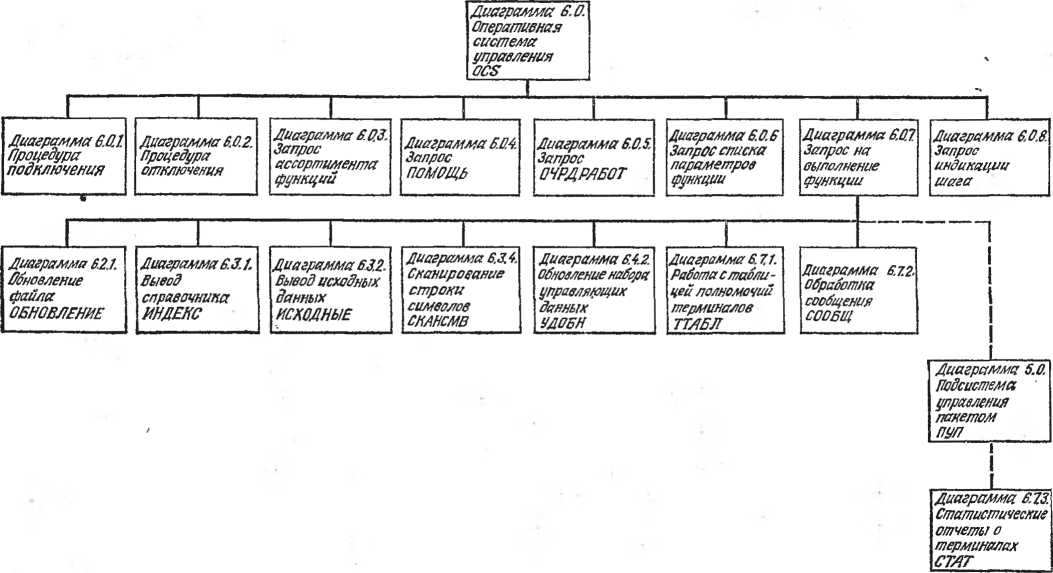 Диаграмма 6.0.
Оперативная
система
управления
OCS
Диаграмма 6.0.1.
Процедура
подключения
Диаграмма 6.0.2.
Процедура
отключения
Диаграмма 6.0.3.
Запрос
ассортимента
функций
Диаграмма 6.0.4.
Запрос
ПОМОЩЬ
Диаграмма 6.0.5.
Запрос
ОЧРДРАБОТ
Диаграмма 6.0.6
Запрос списка
параметров
функции
Диаграмма 6.0.7.
Запрос на
выполнение
функции
Диаграмма 6.0.8.
Запрос
индикации
шага
Диаграмма 6.2.1.
Обновление
файла
ОБНОВЛЕНИЕ
Диаграмма 6.3.1.
Вывод
справочника
ИНДЕКС
Диаграмма 6.3.2.
Вывод исходных
данных
ИСХОДНЫЕ
Диаграмма 6.3.4.
Сканирование
строки
символов
СКАНСМВ
Диаграмма 6.4.2.
Обновление набора
управляющих
данных
УДОБН
Диаграмма 6.7.1.
Работа с табли-
цей полномочий
терминалов
ТТАБЛ
Диаграмма 6.7.2.
Обработка
сообщения
СООБЩ
Диаграмма 5.0.
Подсистема
управления
пакетом
ПУП
Диаграмма 6.7.3.
Статистические
отчеты о
терминалах
СТАТ